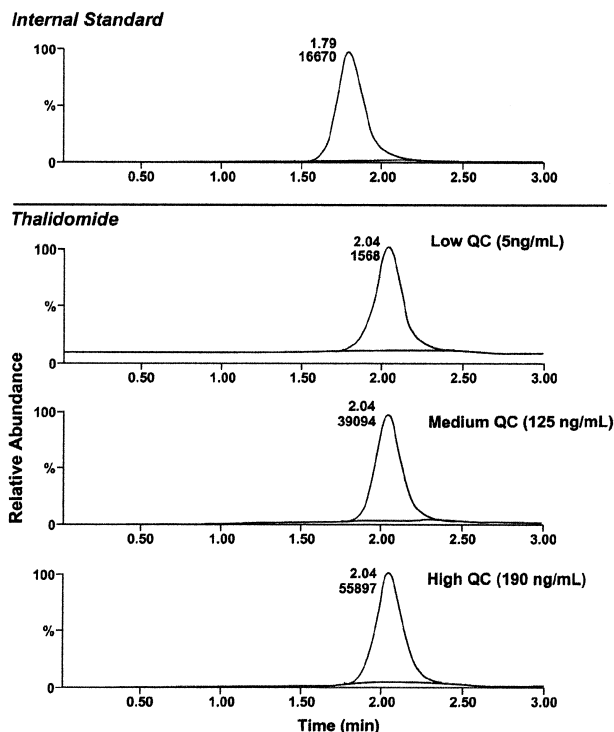 Internal Standard
1.79
16670
100
%
0
0.50 1.00 1.50 2.00 2.50 3.00
Thalidomide
2.04
1568
Low QC (5ng/mL)
100
%
0
0.50 1.00 1.50 2.00 2.50 3.00
2.04
39094
Medium QC (125 ng/mL)
100
%
0
0.50 1.00 1.50 2.00 2.50 3.00
2.04
55897
High QC (190 ng/mL)
100
%
0
0.50 1.00 1.50 2.00 2.50 3.00
Relative Abundance
Time (min)